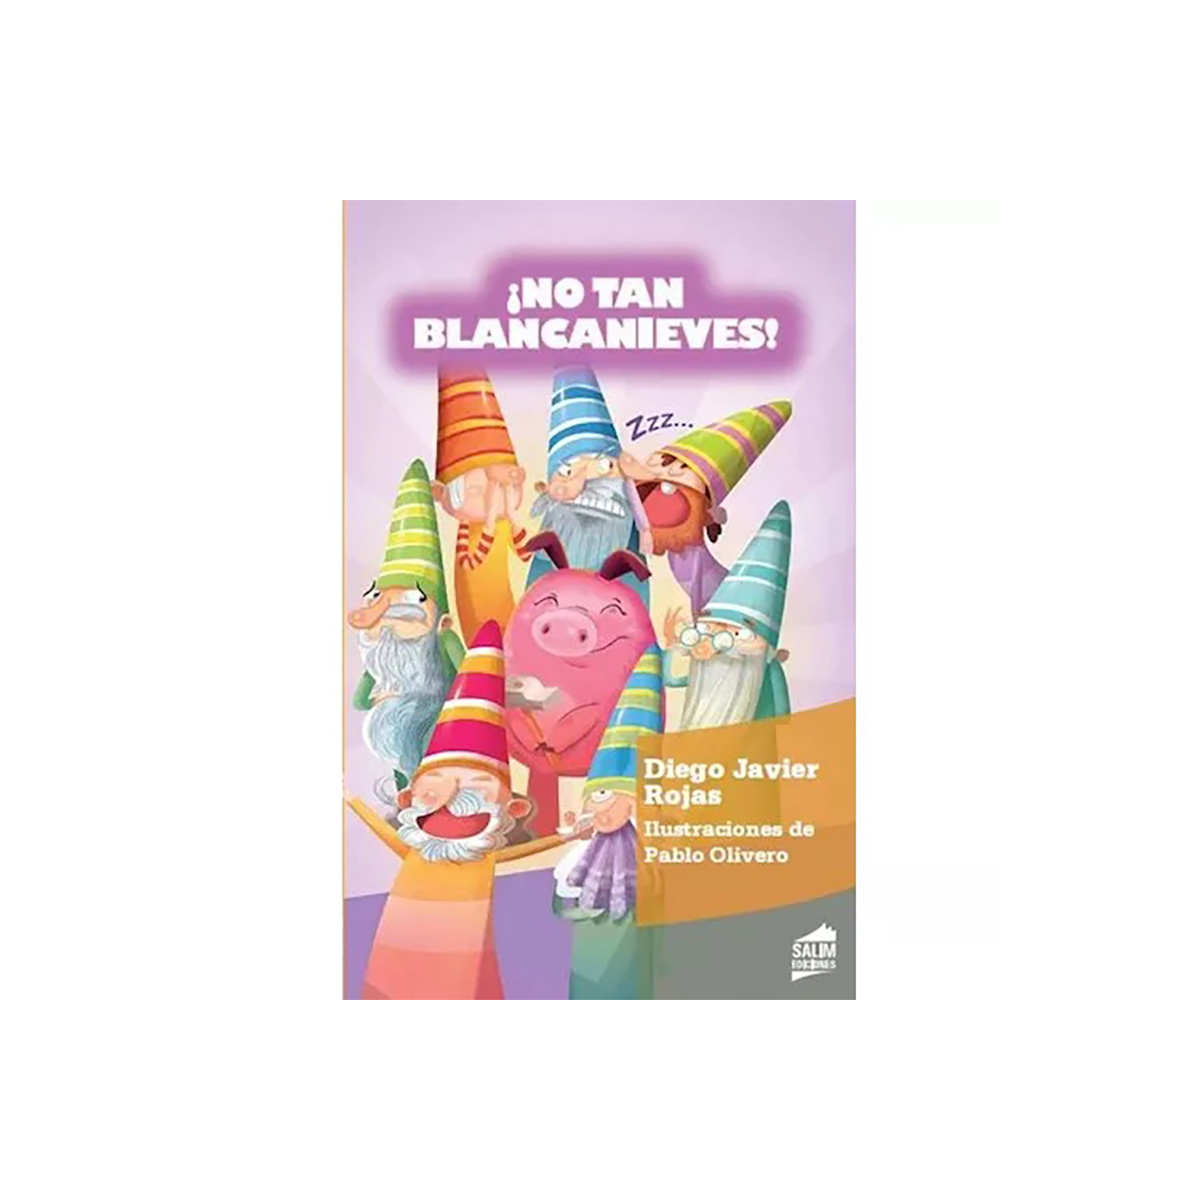 ¡NO TAN
BLANCANIEVES!
Zzz...
Diego Javier
Rojas
Ilustraciones de
Pablo Olivero
SALIM
EDICIONES